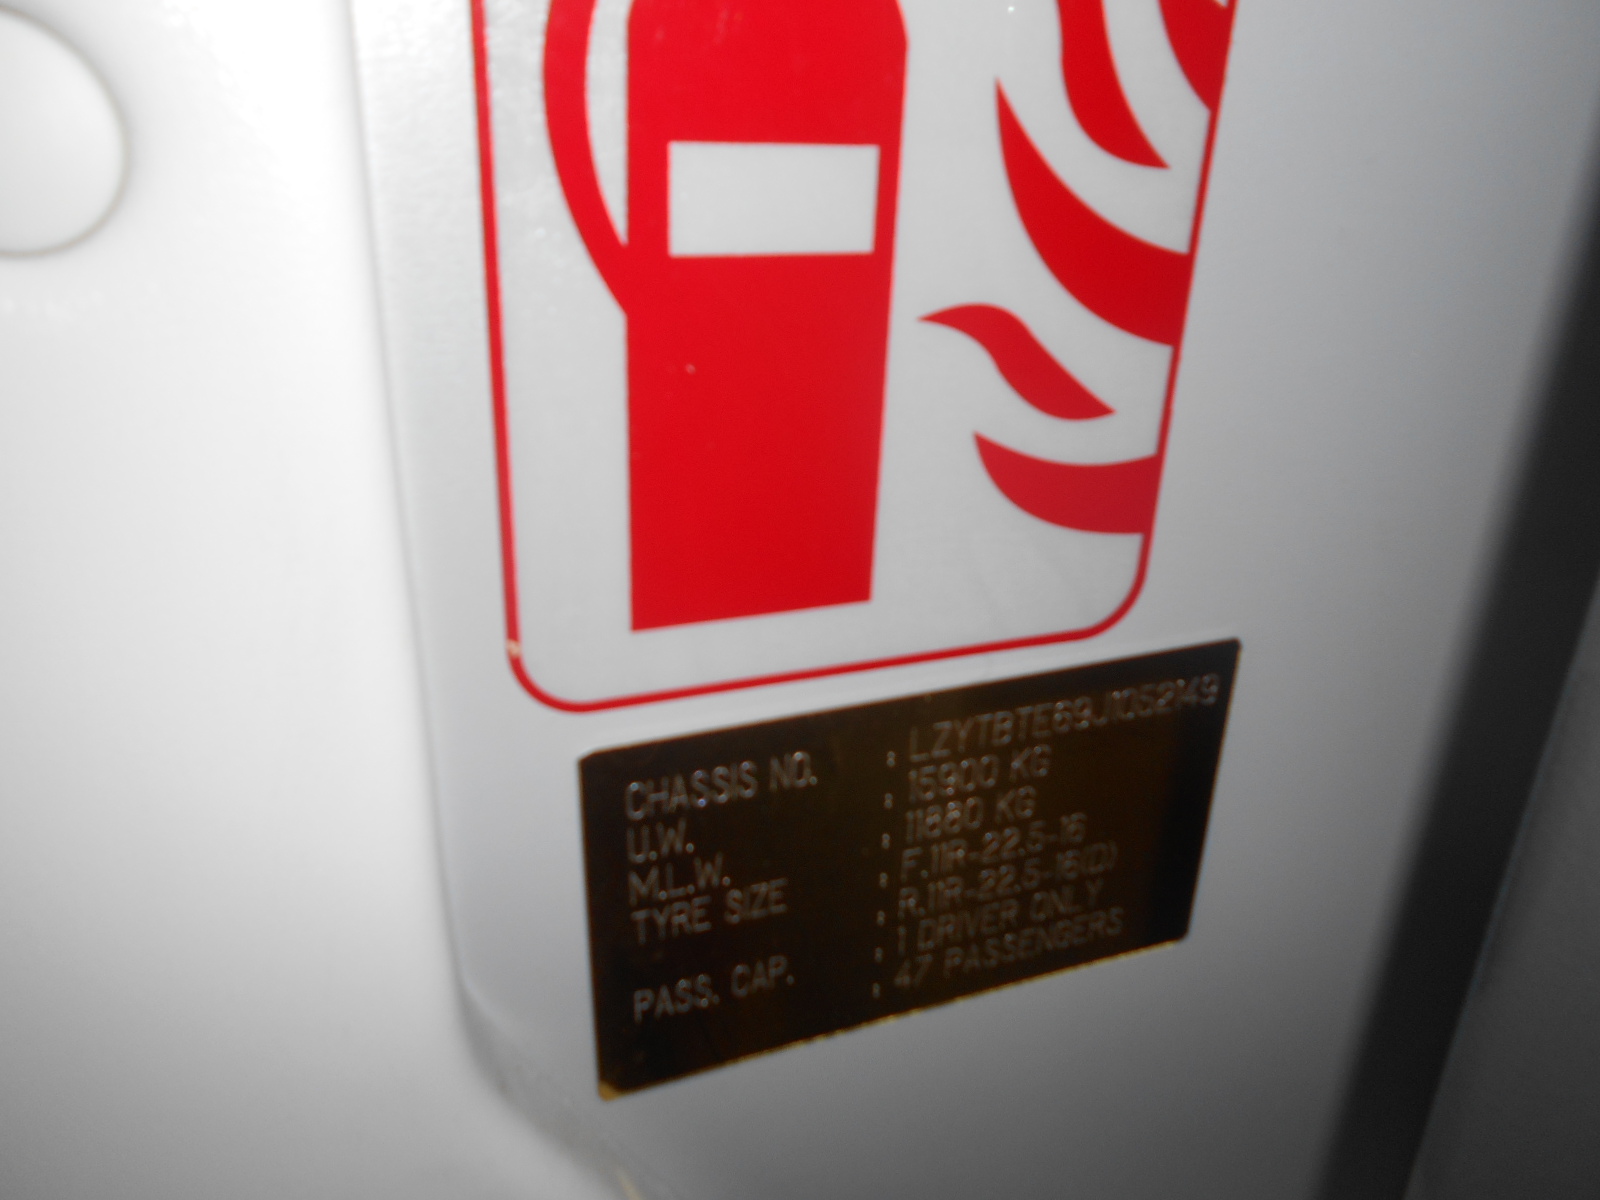 CHASSIS NO. : LZYTBTE69J1052149
U.W. : 15900 KG
M.L.W. : 11880 KG
TYRE SIZE : F.11R-22.5-16
: R.11R-22.5-16(D)
PASS. CAP. : 1 DRIVER ONLY
: 47 PASSENGERS